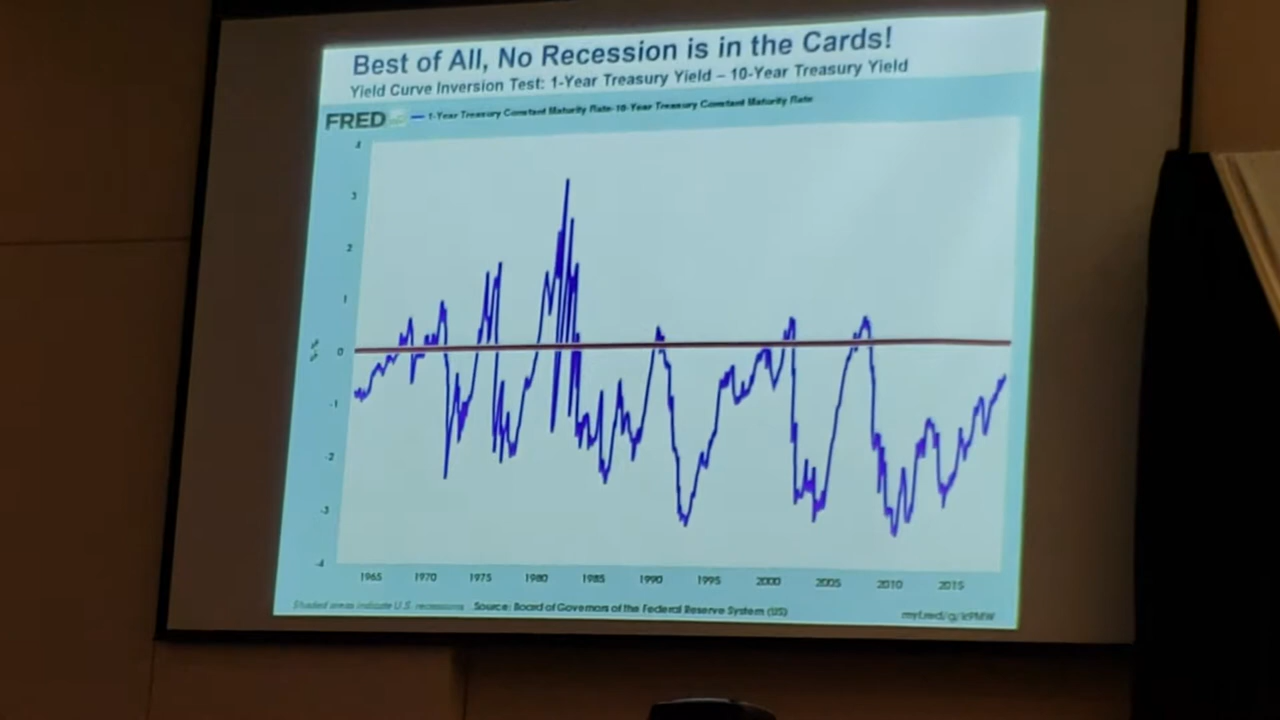 Best of All, No Recession is in the Cards!
Yield Curve Inversion Test: 1-Year Treasury Yield – 10-Year Treasury Yield
FRED
1-Year Treasury Constant Maturity Rate-10-Year Treasury Constant Maturity Rate
4
3
2
1
0
-1
-2
-3
-4
%
1965 1970 1975 1980 1985 1990 1995 2000 2005 2010 2015
Shaded areas indicate U.S. recessions Source: Board of Governors of the Federal Reserve System (US)